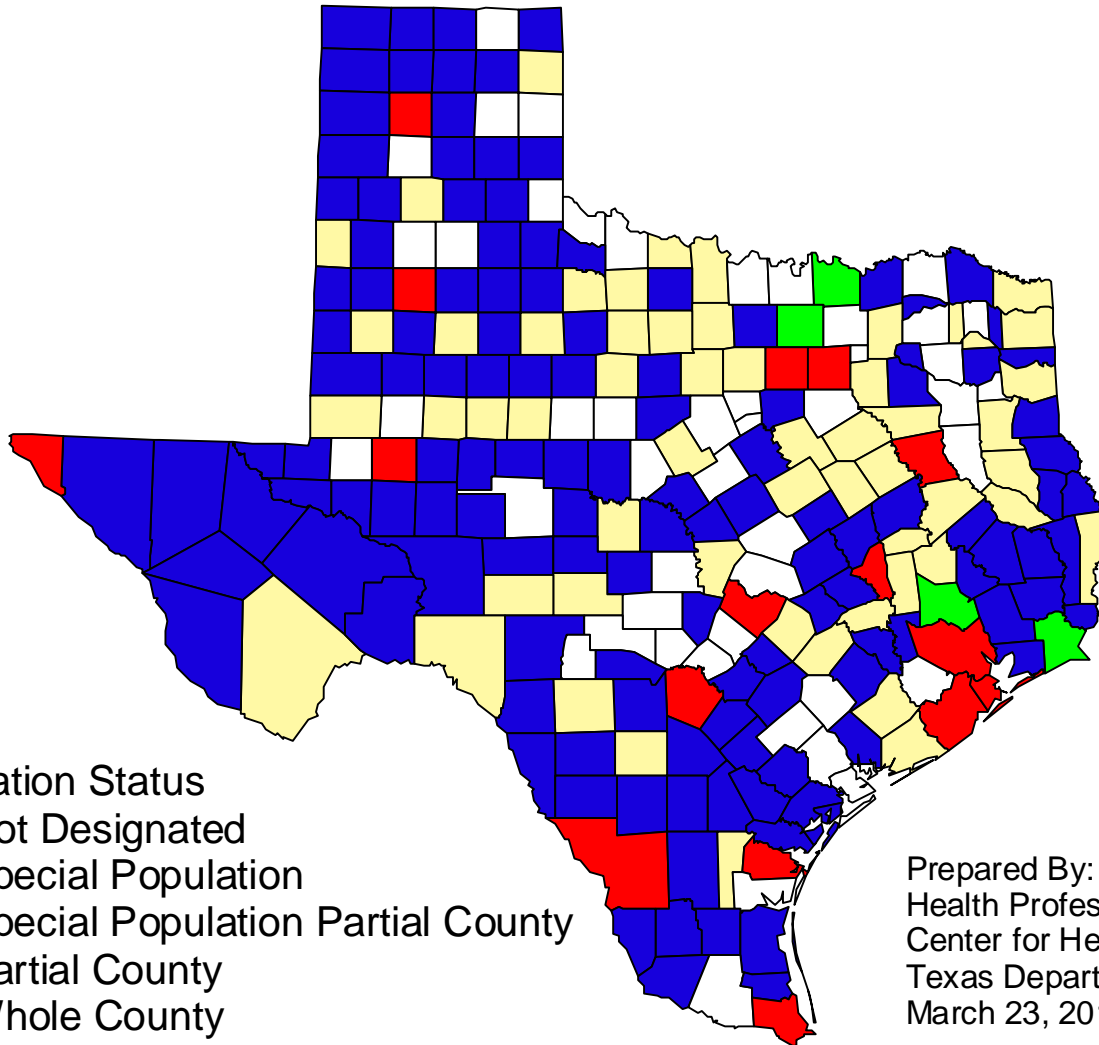 ation Status
ot Designated
pecial Population
pecial Population Partial County
artial County
Whole County
Prepared By:
Health Profes
Center for He
Texas Depart
March 23, 201